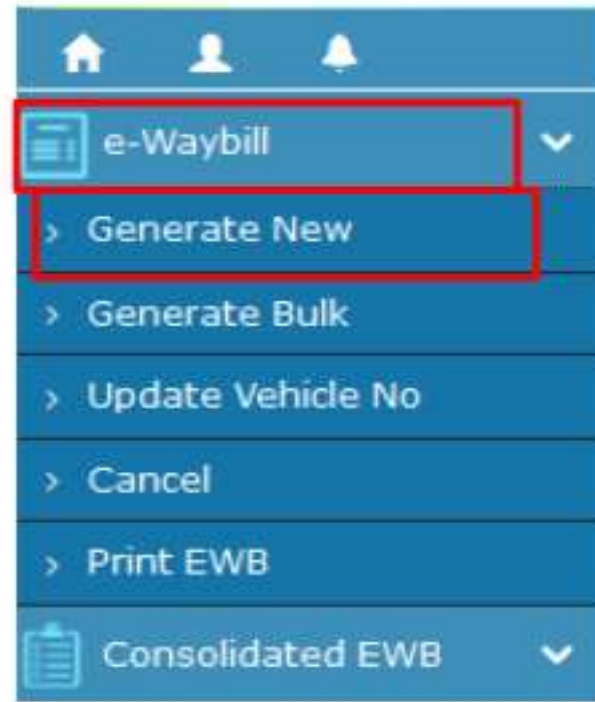 e-Waybill
Generate New
Generate Bulk
Update Vehicle No
Cancel
Print EWB
Consolidated EWB